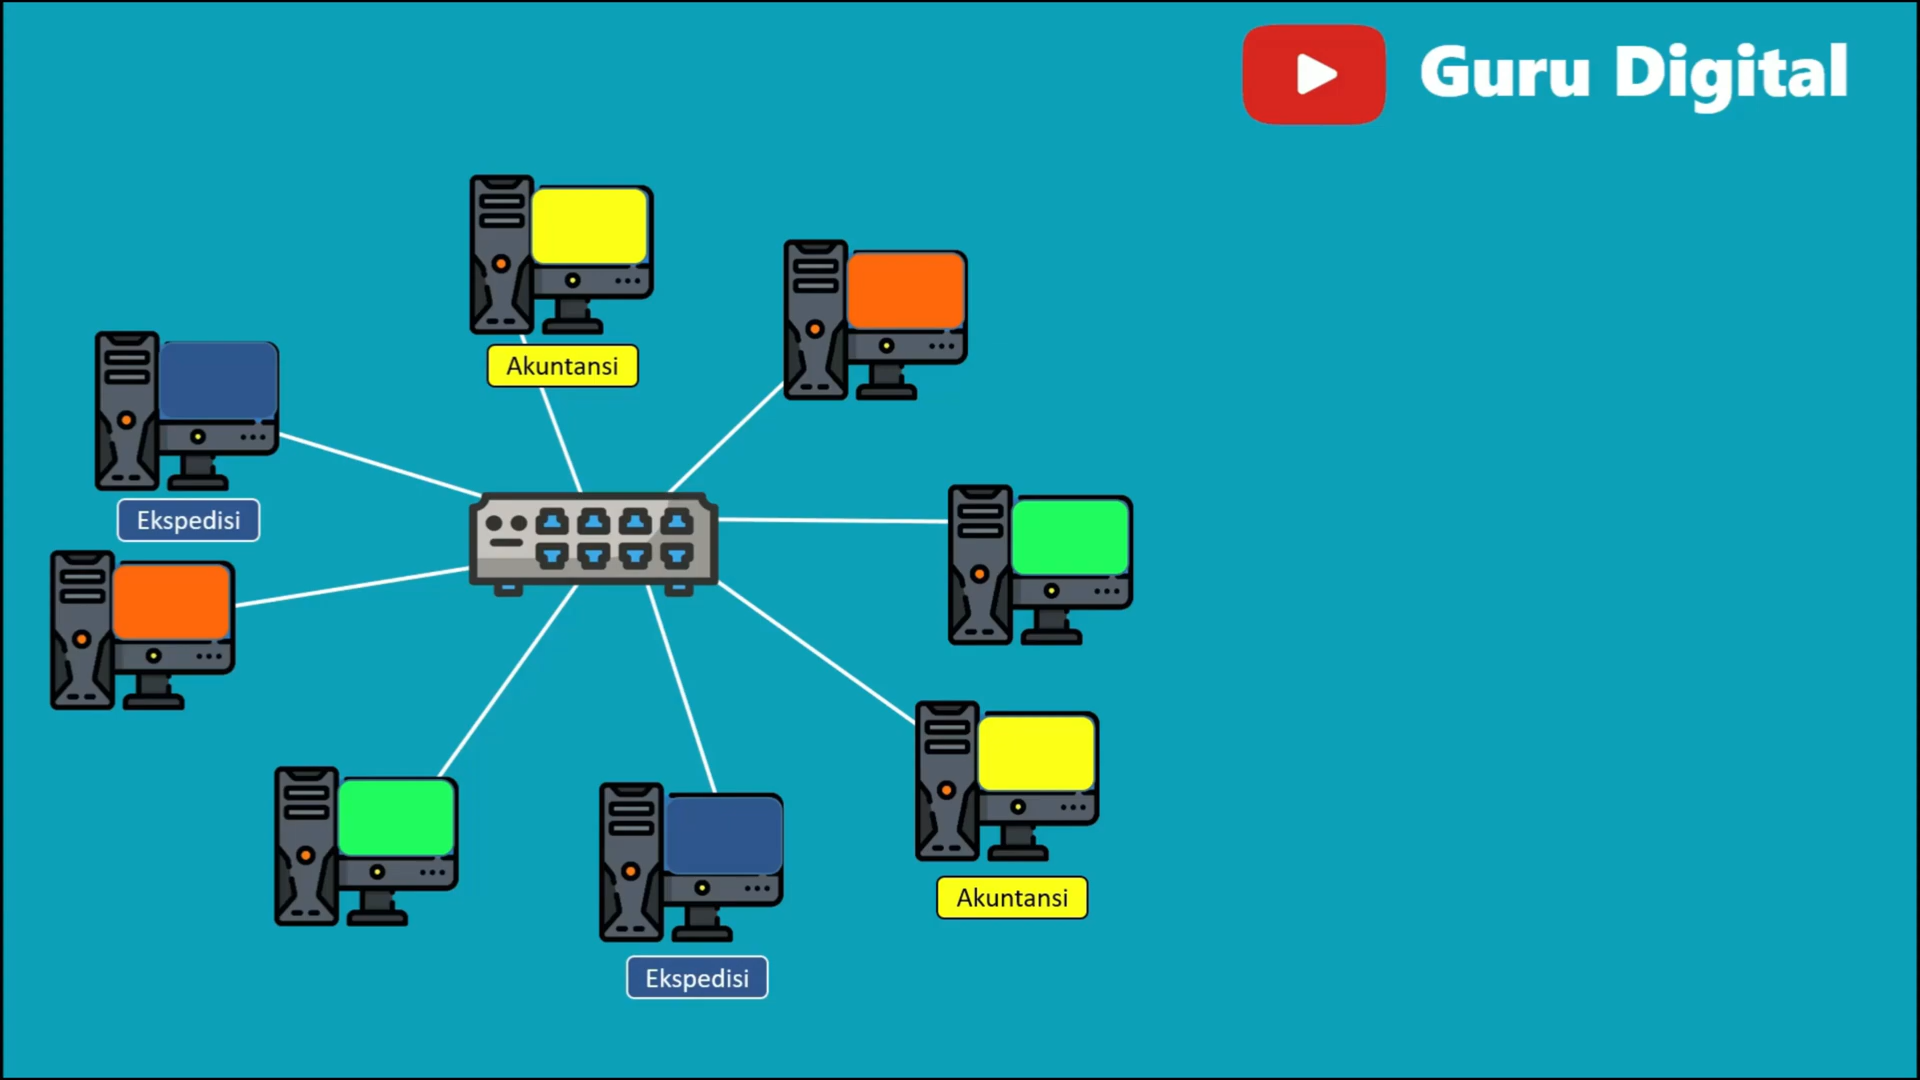 Guru Digital
Akuntansi
Ekspedisi
Akuntansi
Ekspedisi